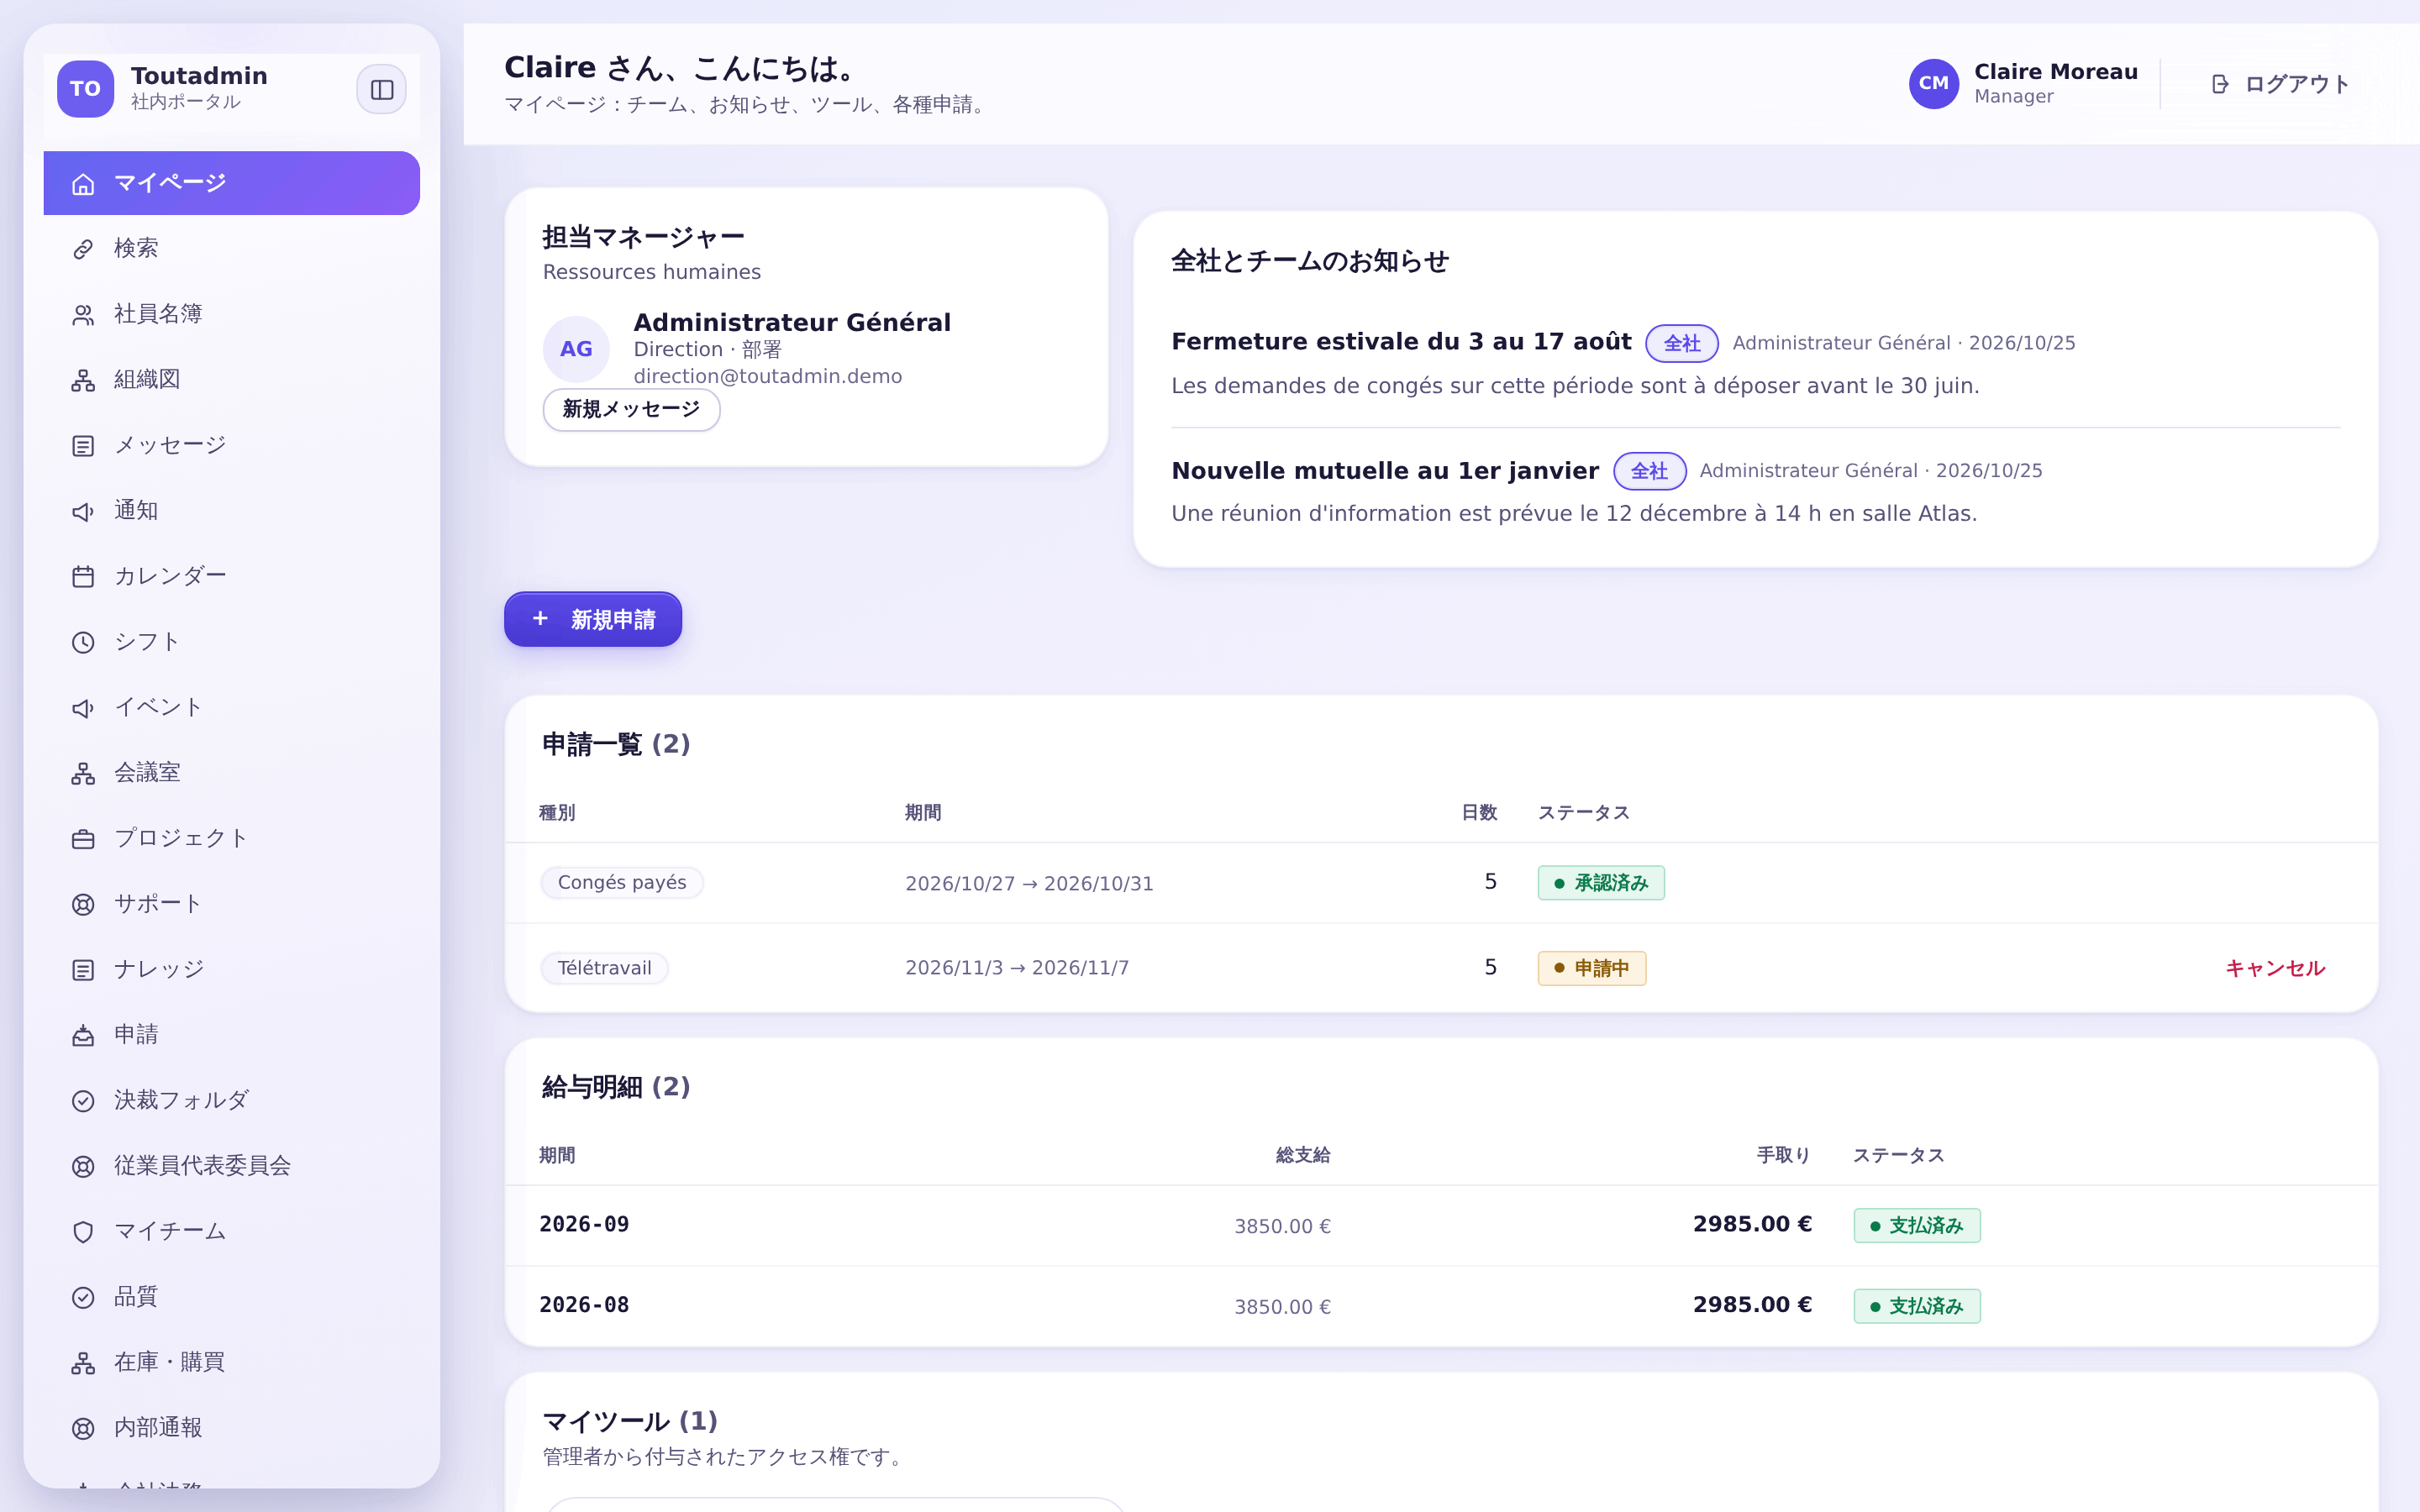 TO
Toutadmin
社内ポータル
マイページ
検索
社員名簿
組織図
メッセージ
通知
カレンダー
シフト
イベント
会議室
プロジェクト
サポート
ナレッジ
申請
決裁フォルダ
従業員代表委員会
マイチーム
品質
在庫・購買
内部通報
Claire さん、こんにちは。
マイページ：チーム、お知らせ、ツール、各種申請。
CM
Claire Moreau
Manager
ログアウト
担当マネージャー
Ressources humaines
AG
Administrateur Général
Direction · 部署
direction@toutadmin.demo
新規メッセージ
全社とチームのお知らせ
Fermeture estivale du 3 au 17 août 全社 Administrateur Général · 2026/10/25
Les demandes de congés sur cette période sont à déposer avant le 30 juin.
Nouvelle mutuelle au 1er janvier 全社 Administrateur Général · 2026/10/25
Une réunion d'information est prévue le 12 décembre à 14 h en salle Atlas.
+ 新規申請
申請一覧 (2)
種別 期間 日数 ステータス
Congés payés 2026/10/27 → 2026/10/31 5 承認済み
Télétravail 2026/11/3 → 2026/11/7 5 申請中 キャンセル
給与明細 (2)
期間 総支給 手取り ステータス
2026-09 3850.00 € 2985.00 € 支払済み
2026-08 3850.00 € 2985.00 € 支払済み
マイツール (1)
管理者から付与されたアクセス権です。